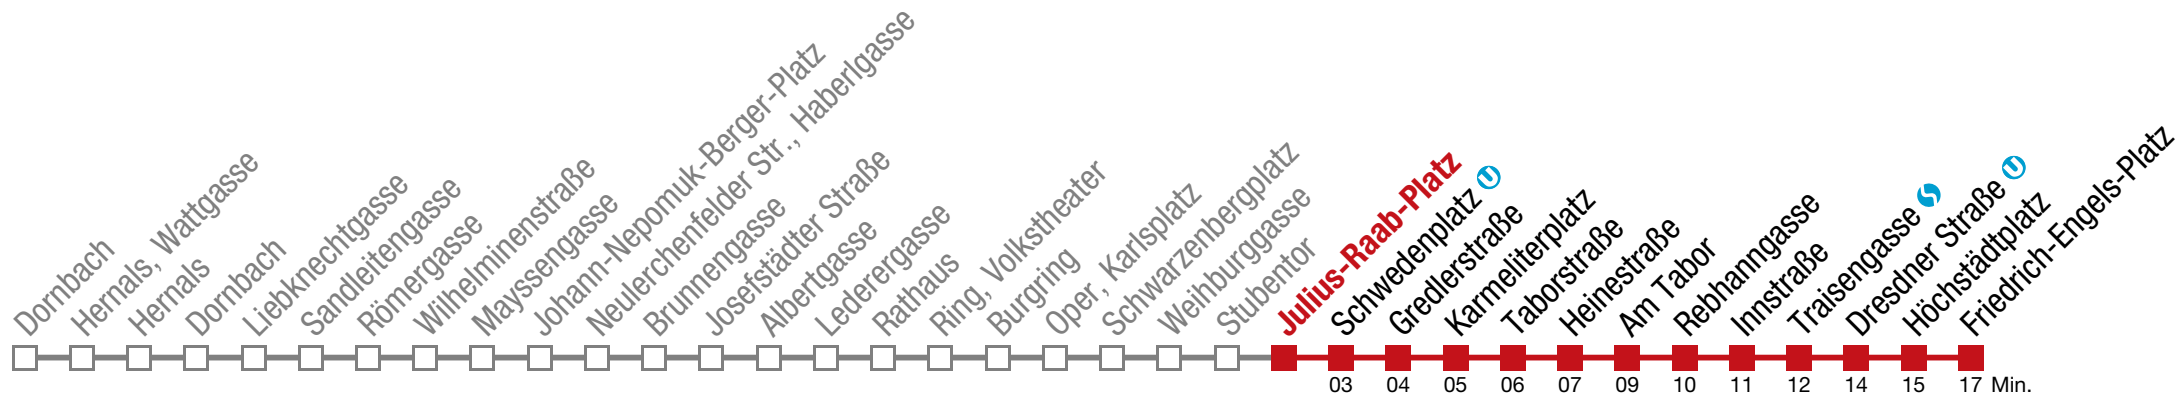 Dornbach
Hernals, Wattgasse
Hernals
Dornbach
Liebknechtgasse
Sandleitengasse
Römergasse
Wilhelminenstraße
Mayssengasse
Johann-Nepomuk-Berger-Platz
Neulerchenfelder Str., Haberlgasse
Brunnengasse
Josefstädter Straße
Albertgasse
Lederergasse
Rathaus
Ring, Volkstheater
Burgring
Oper, Karlsplatz
Schwarzenbergplatz
Weihburggasse
Stubentor
Julius-Raab-Platz
Schwedenplatz U
Gredlerstraße
Karmeliterplatz
Taborstraße
Heinestraße
Am Tabor
Rebhanngasse
Innstraße
Traisengasse S
Dresdner Straße U
Höchstädtplatz
Friedrich-Engels-Platz
03 04 05 06 07 09 10 11 12 14 15 17 Min.